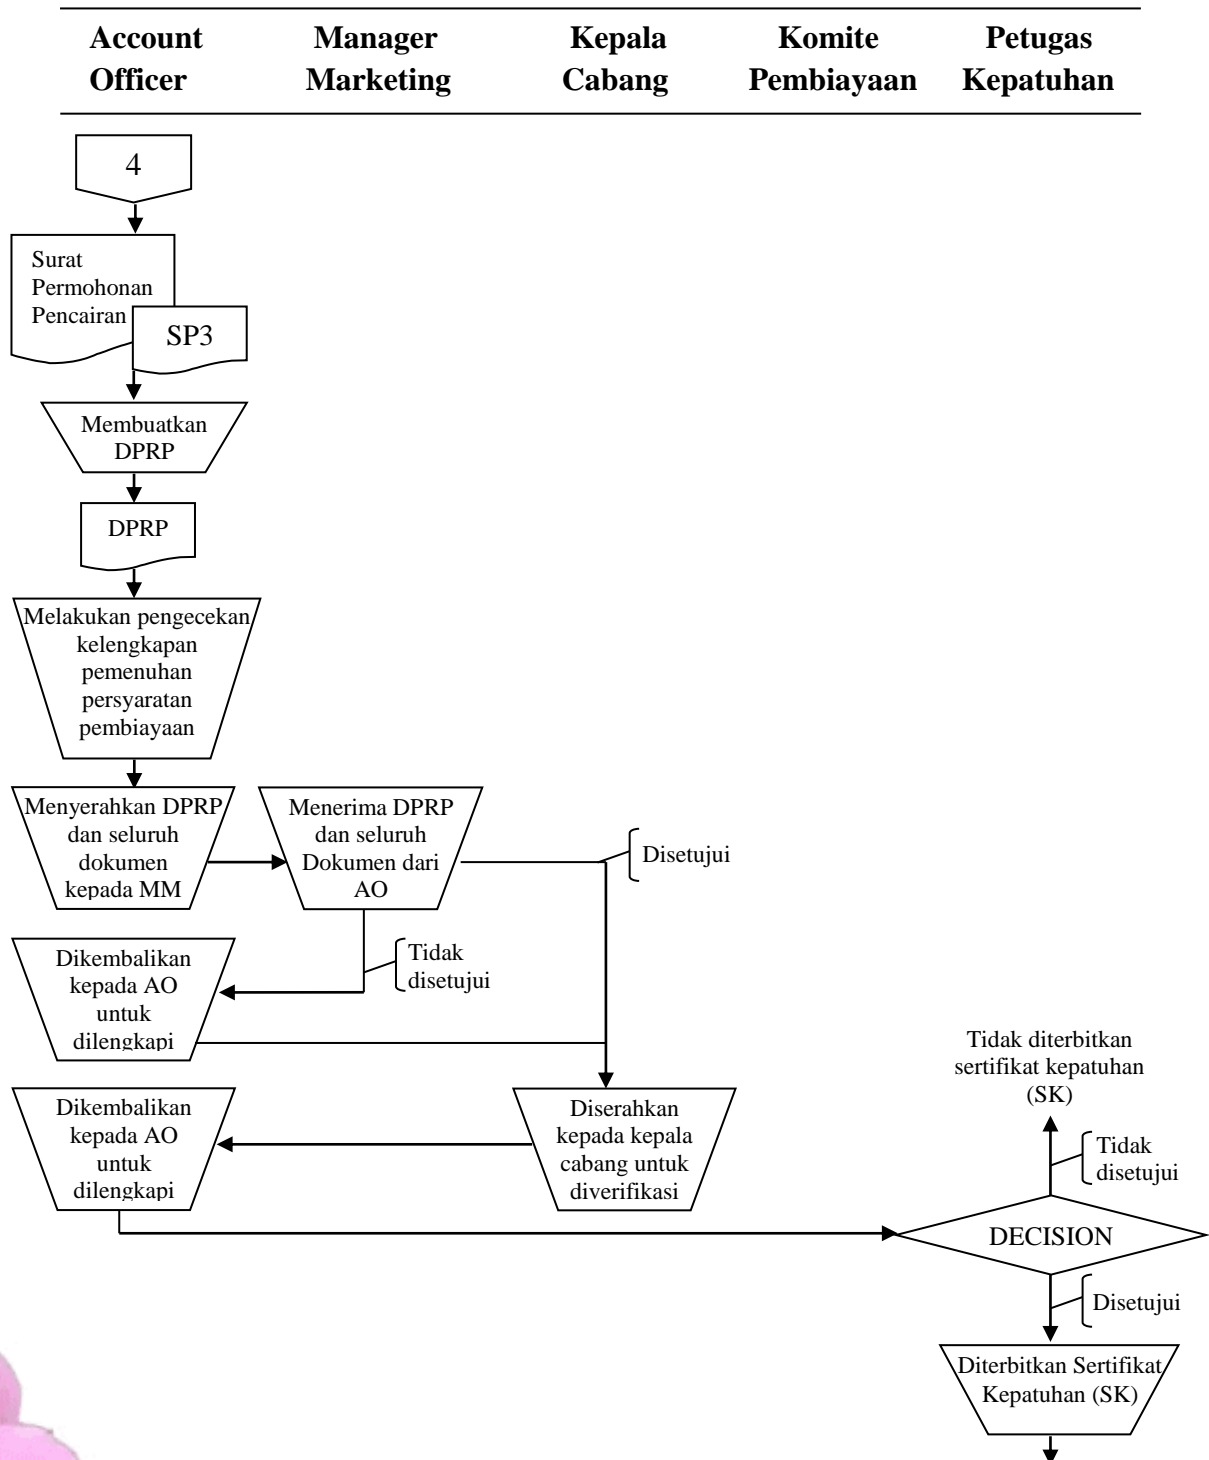 Account Officer
Manager Marketing
Kepala Cabang
Komite Pembiayaan
Petugas Kepatuhan
4
Surat
Permohonan
Pencairan
SP3
Membuatkan
DPRP
DPRP
Melakukan pengecekan
kelengkapan
pemenuhan
persyaratan
pembiayaan
Menyerahkan DPRP
dan seluruh
dokumen
kepada MM
Menerima DPRP
dan seluruh
Dokumen dari
AO
Disetujui
Tidak
disetujui
Dikembalikan
kepada AO
untuk
dilengkapi
Dikembalikan
kepada AO
untuk
dilengkapi
Diserahkan
kepada kepala
cabang untuk
diverifikasi
Tidak diterbitkan
sertifikat kepatuhan
(SK)
Tidak
disetujui
DECISION
Disetujui
Diterbitkan Sertifikat
Kepatuhan (SK)